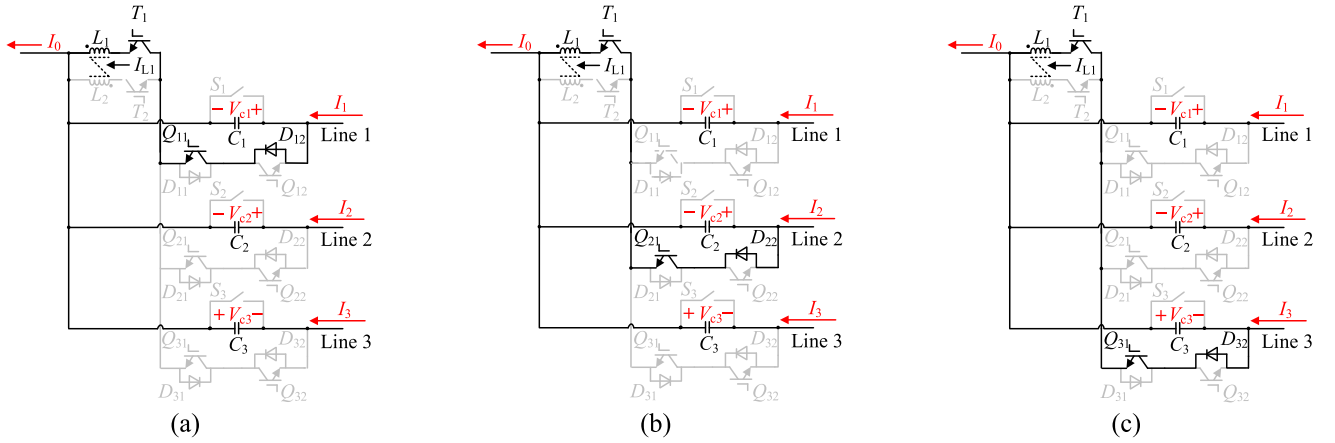 T1
I0 L1
IL1
L2 T2
S1
− Vc1 + I1
Q11 C1 D12 Line 1
D11 Q12
S2
− Vc2 + I2
Q21 C2 D22 Line 2
D21 Q22
S3
+ Vc3 − I3
Q31 C3 D32 Line 3
D31 Q32
(a)
T1
I0 L1
IL1
L2 T2
S1
− Vc1 + I1
Q11 C1 D12 Line 1
D11 Q12
S2
− Vc2 + I2
Q21 C2 D22 Line 2
D21 Q22
S3
+ Vc3 − I3
Q31 C3 D32 Line 3
D31 Q32
(b)
T1
I0 L1
IL1
L2 T2
S1
− Vc1 + I1
Q11 C1 D12 Line 1
D11 Q12
S2
− Vc2 + I2
Q21 C2 D22 Line 2
D21 Q22
S3
+ Vc3 − I3
Q31 C3 D32 Line 3
D31 Q32
(c)